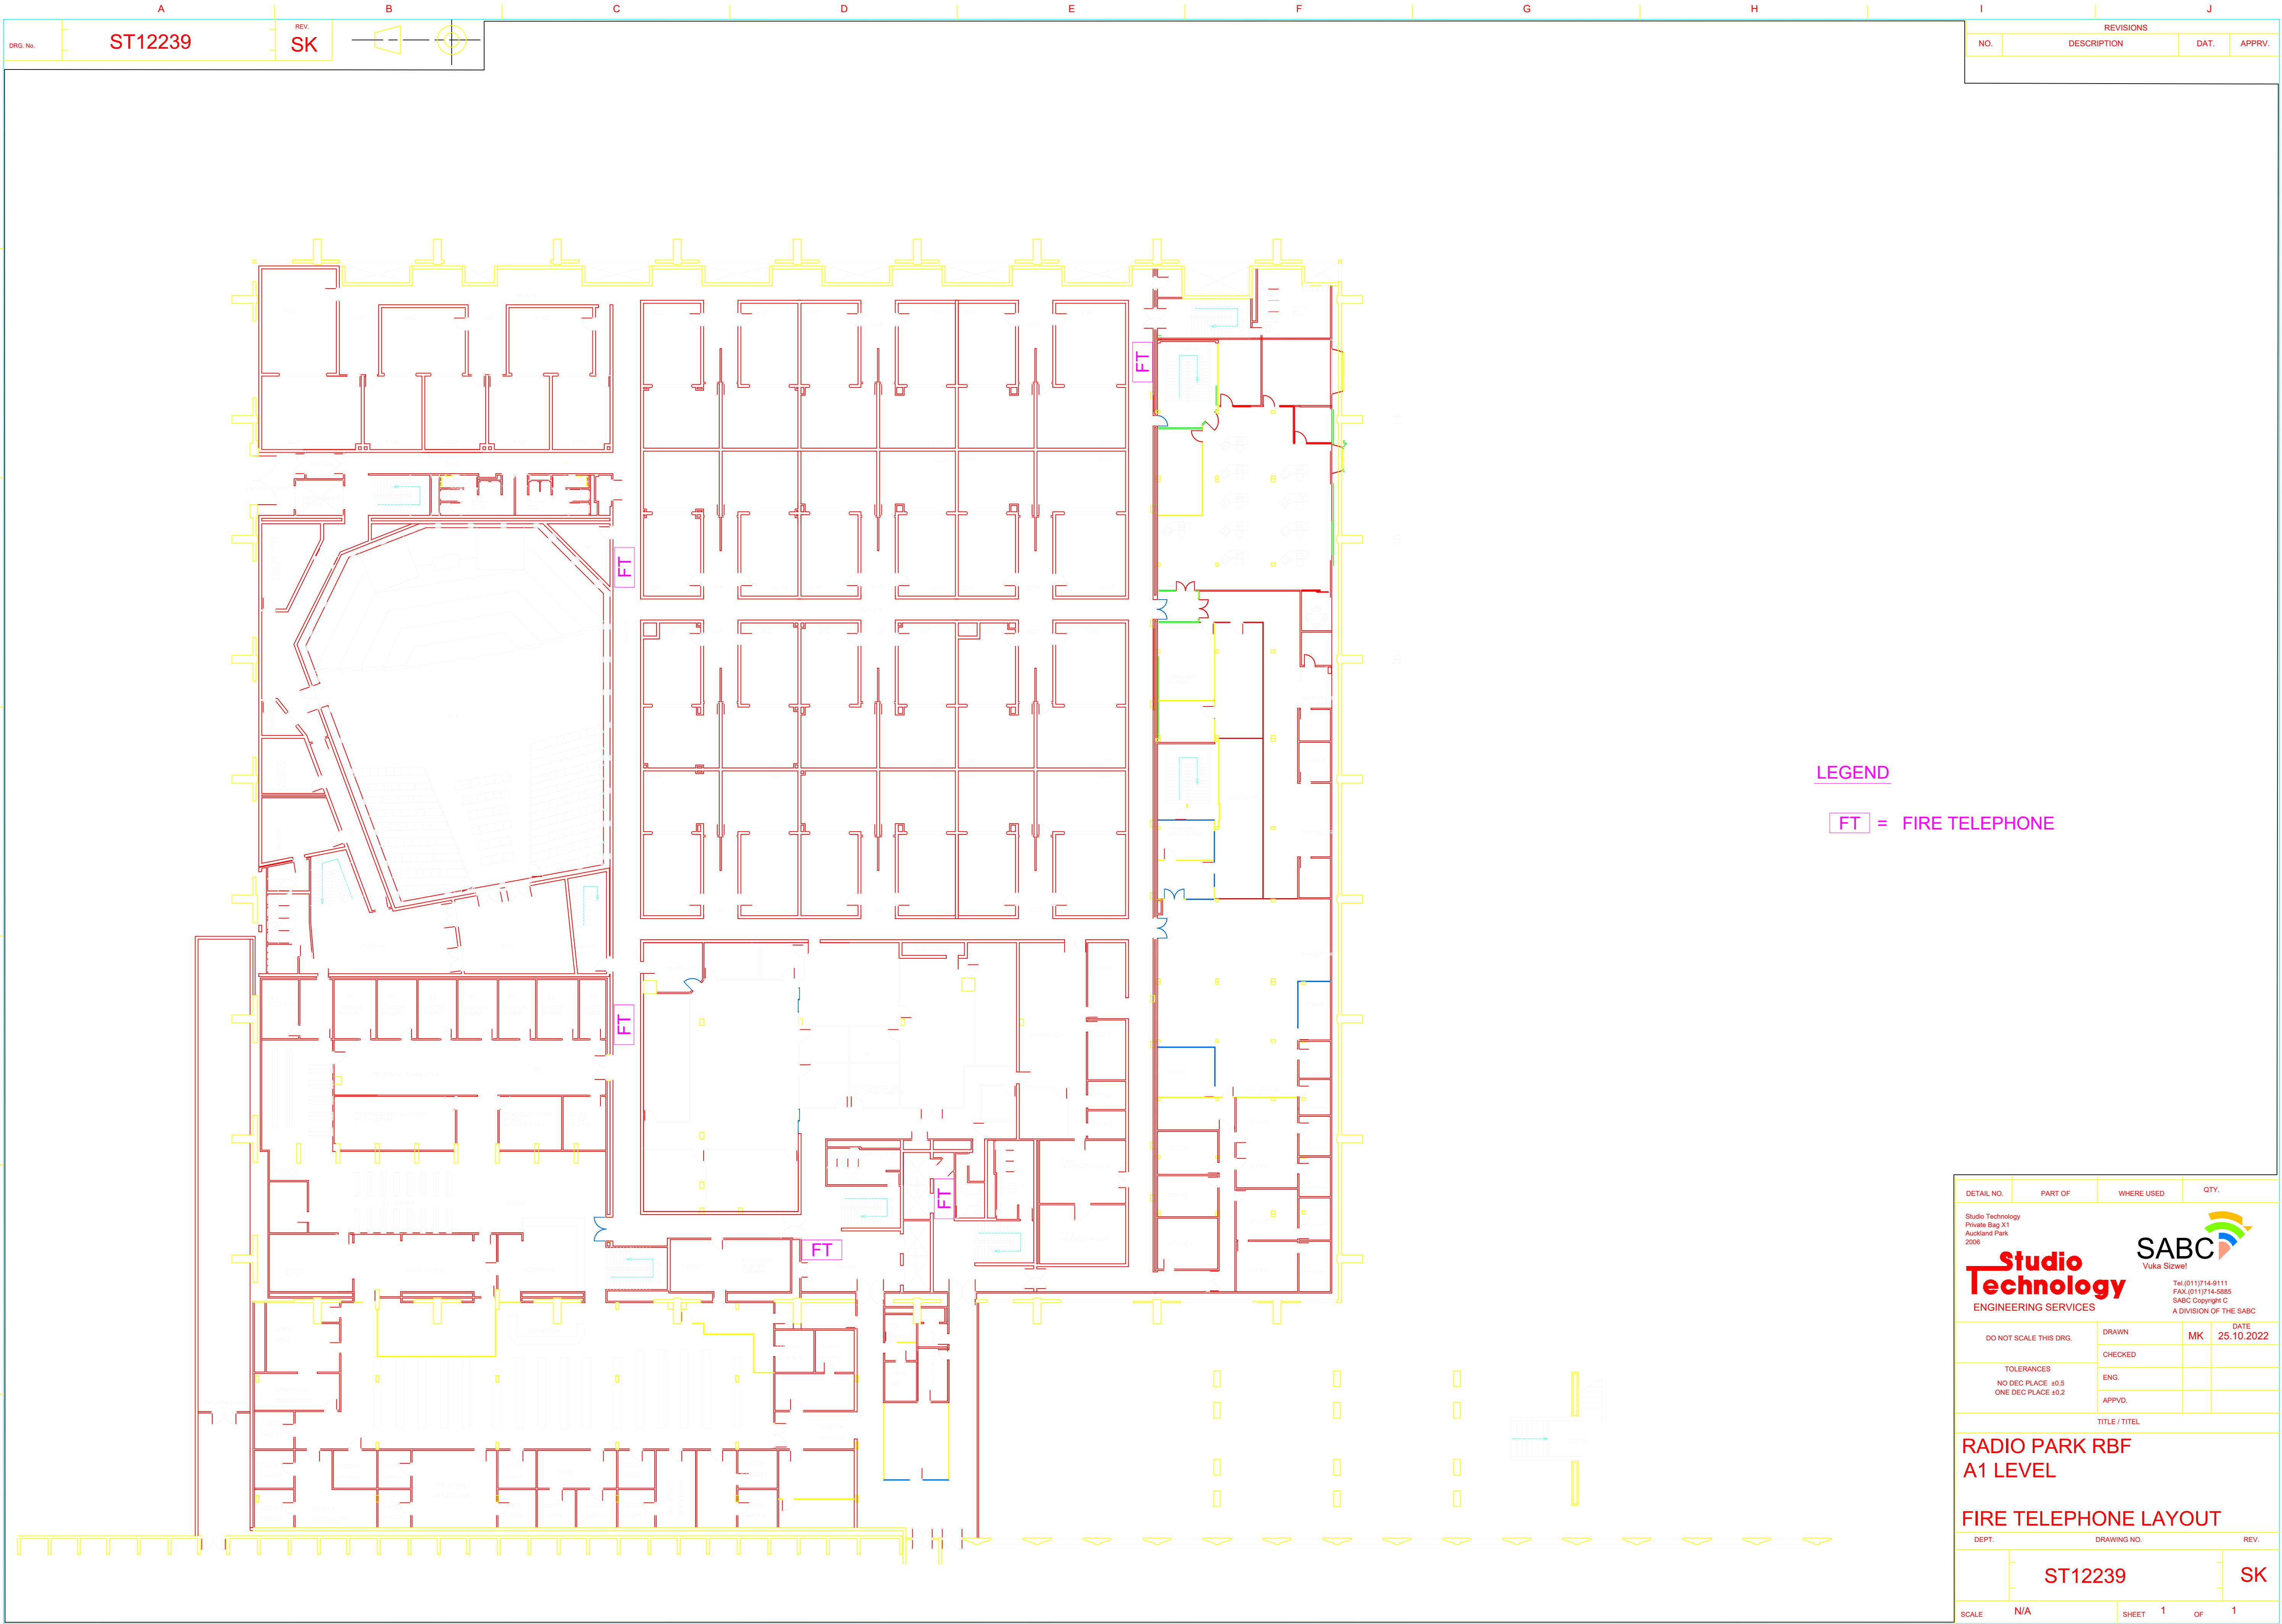 A B C D E F G H I J
DRG. No.
ST12239
REV.
SK
REVISIONS
NO. DESCRIPTION DAT. APPRV.
FT
FT
FT
FT
FT
LEGEND
FT = FIRE TELEPHONE
DETAIL NO. PART OF WHERE USED QTY.
Studio Technology
Private Bag X1
Auckland Park
2006
Studio
Technology
ENGINEERING SERVICES
SABC
Vuka Sizwe!
Tel.(011)714-9111
FAX.(011)714-5885
SABC Copyright C
A DIVISION OF THE SABC
DO NOT SCALE THIS DRG.
TOLERANCES
NO DEC PLACE ±0,5
ONE DEC PLACE ±0,2
DRAWN MK DATE
25.10.2022
CHECKED
ENG.
APPVD.
TITLE / TITEL
RADIO PARK RBF
A1 LEVEL
FIRE TELEPHONE LAYOUT
DEPT. DRAWING NO. REV.
ST12239 SK
SCALE N/A SHEET 1 OF 1